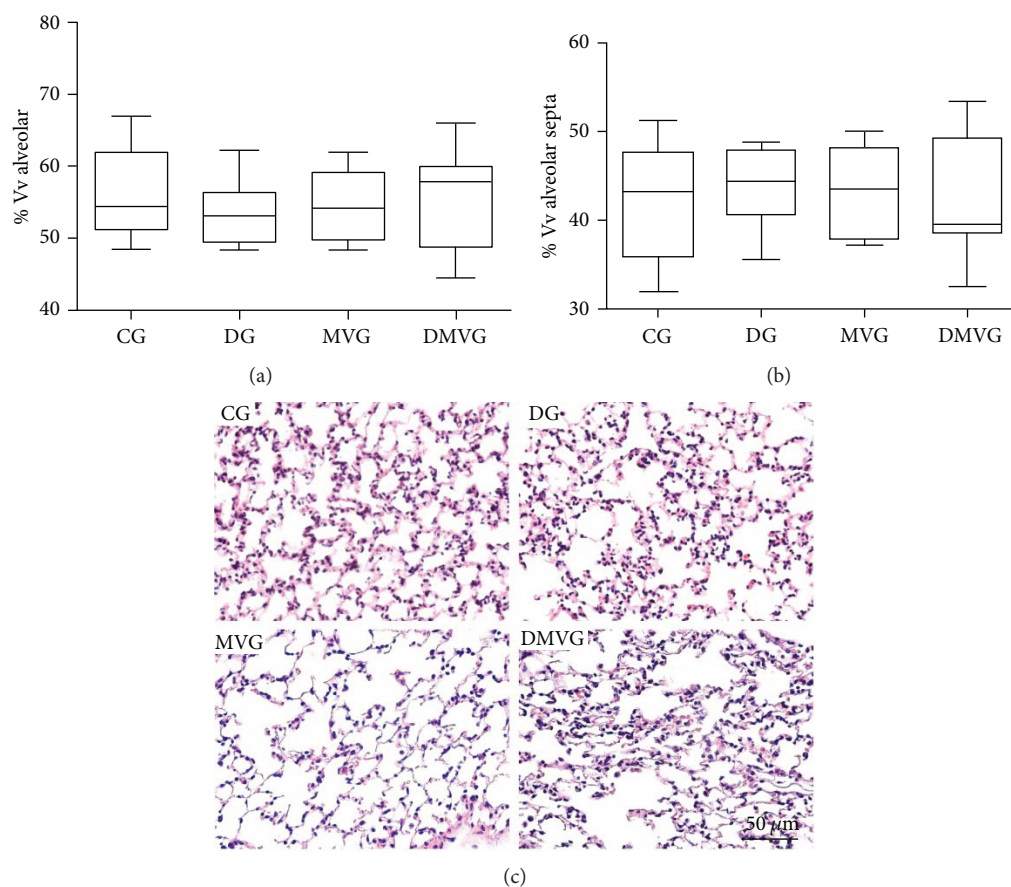 % Vv alveolar
80
70
60
50
40
CG DG MVG DMVG
(a)
% Vv alveolar septa
60
50
40
30
CG DG MVG DMVG
(b)
CG
DG
MVG
DMVG
50 μm
(c)